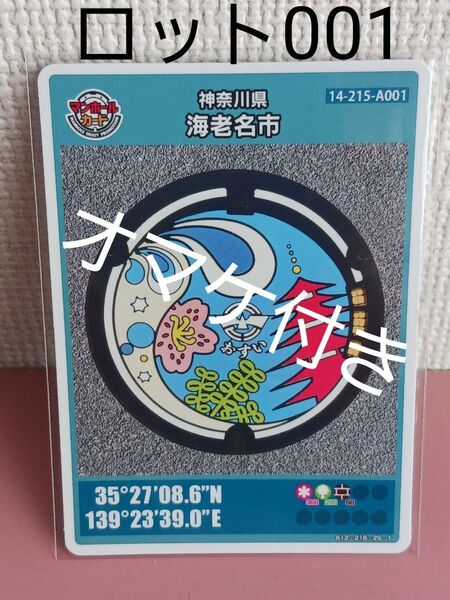 ロット001
マンホール
カード
神奈川県
海老名市
14-215-A001
オマケ付き
おすい
35°27'08.6"N
139°23'39.0"E